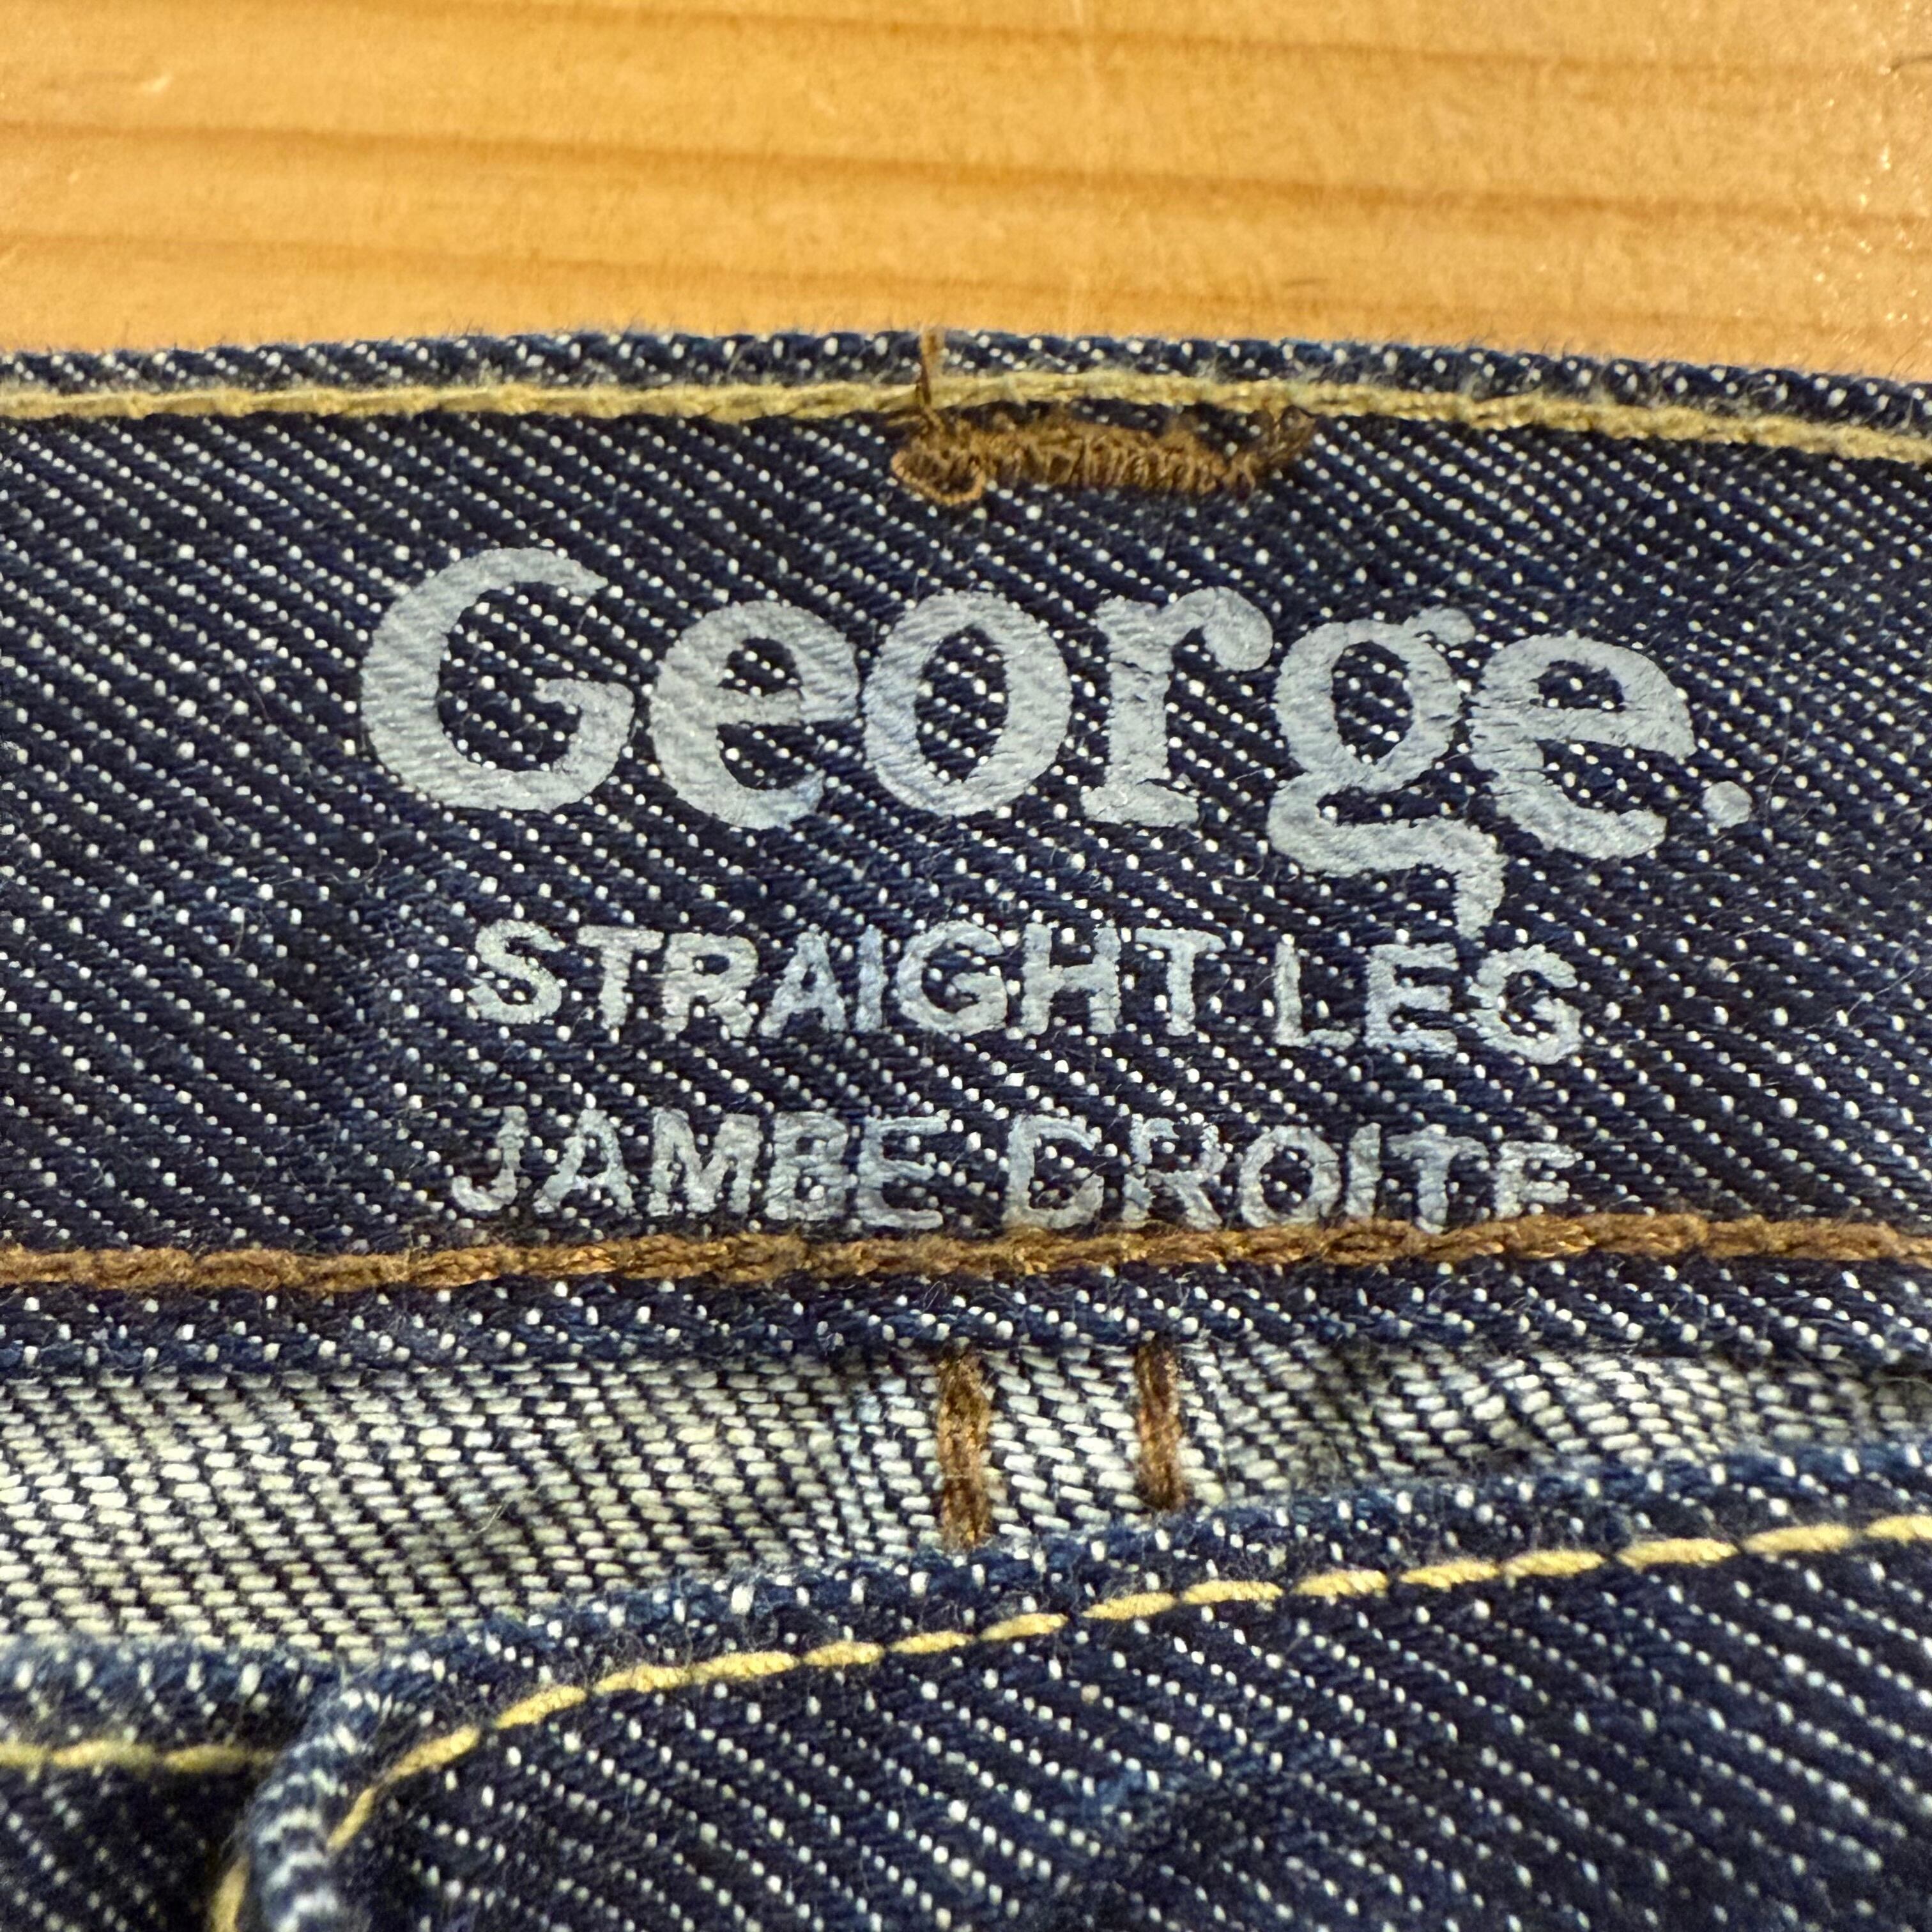 George.
STRAIGHT LEG
JAMBE DROITE